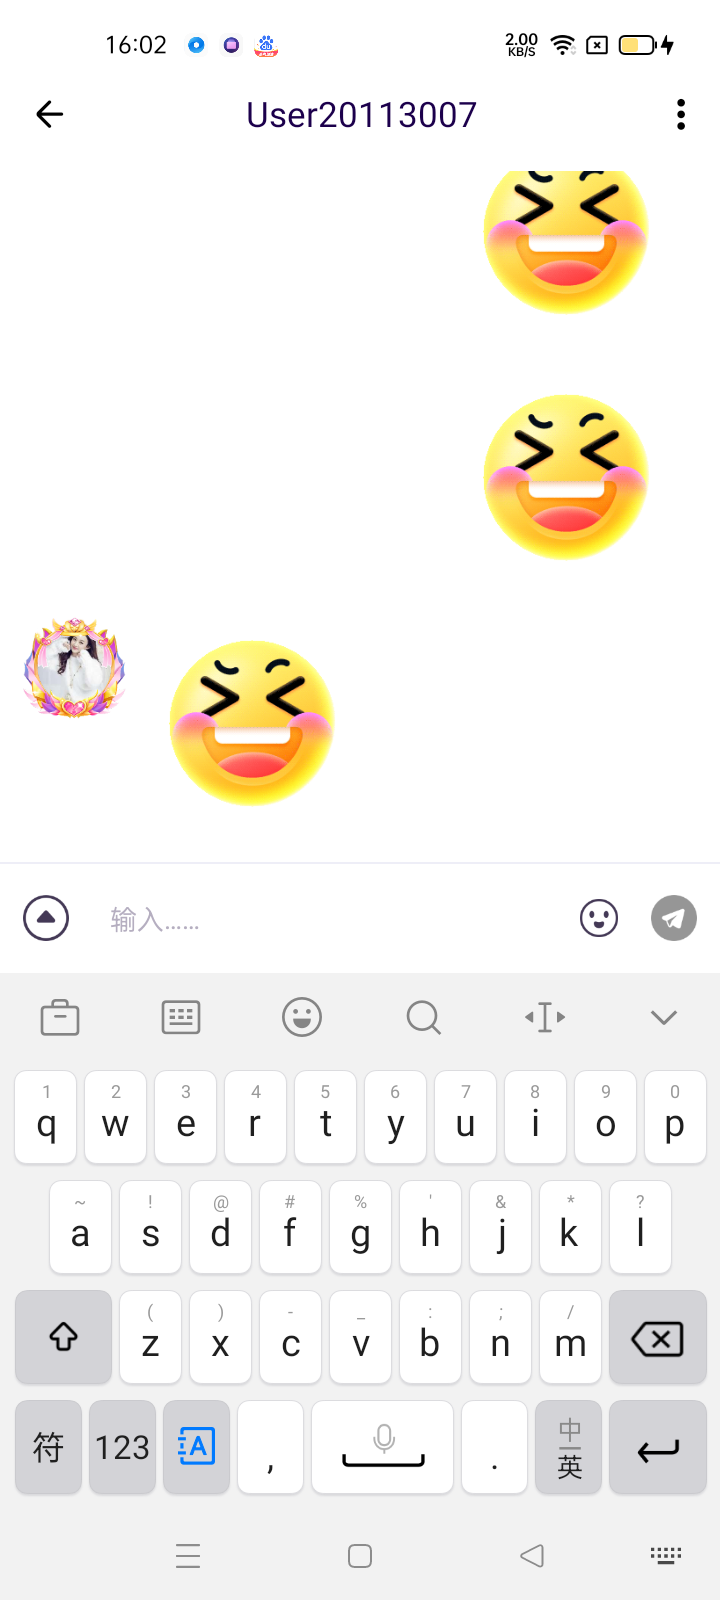 16:02
2.00
KB/S
User20113007
输入……
1 2 3 4 5 6 7 8 9 0
q w e r t y u i o p
~ ! @ # % ' & * ?
a s d f g h j k l
( ) - _ : ; /
z x c v b n m
符 123 A , . 中
英